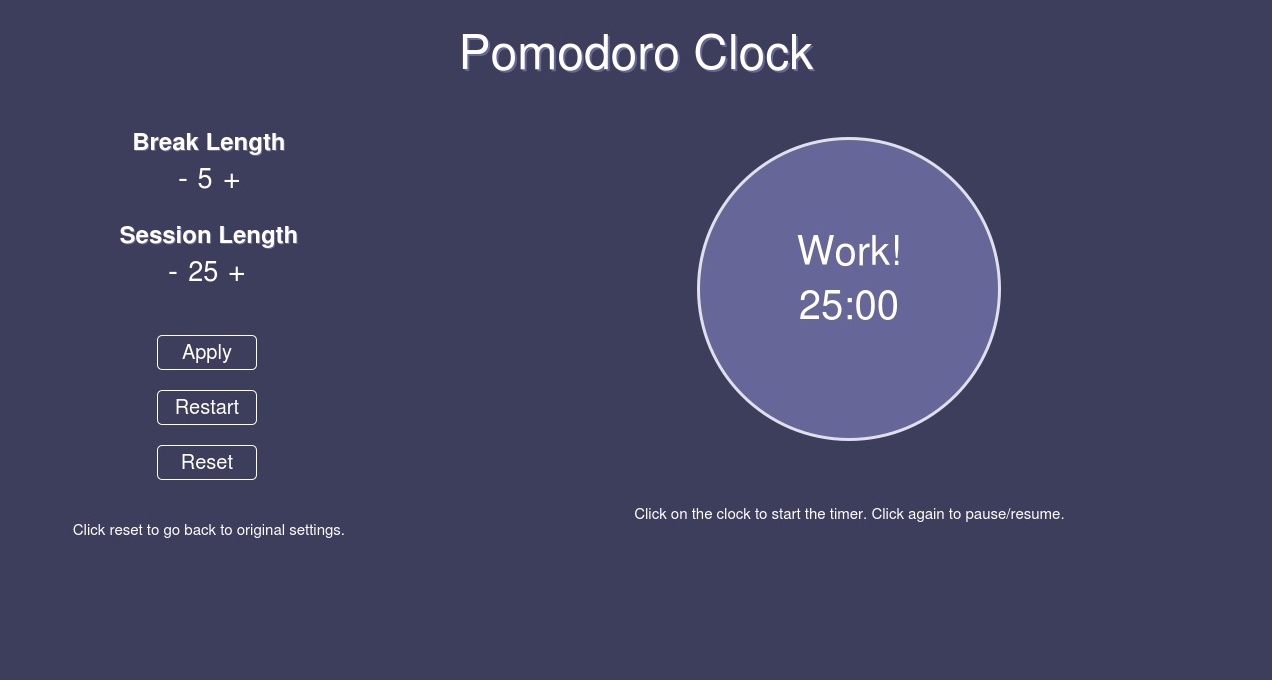 Pomodoro Clock
Break Length
- 5 +
Session Length
- 25 +
Apply
Restart
Reset
Click reset to go back to original settings.
Work!
25:00
Click on the clock to start the timer. Click again to pause/resume.